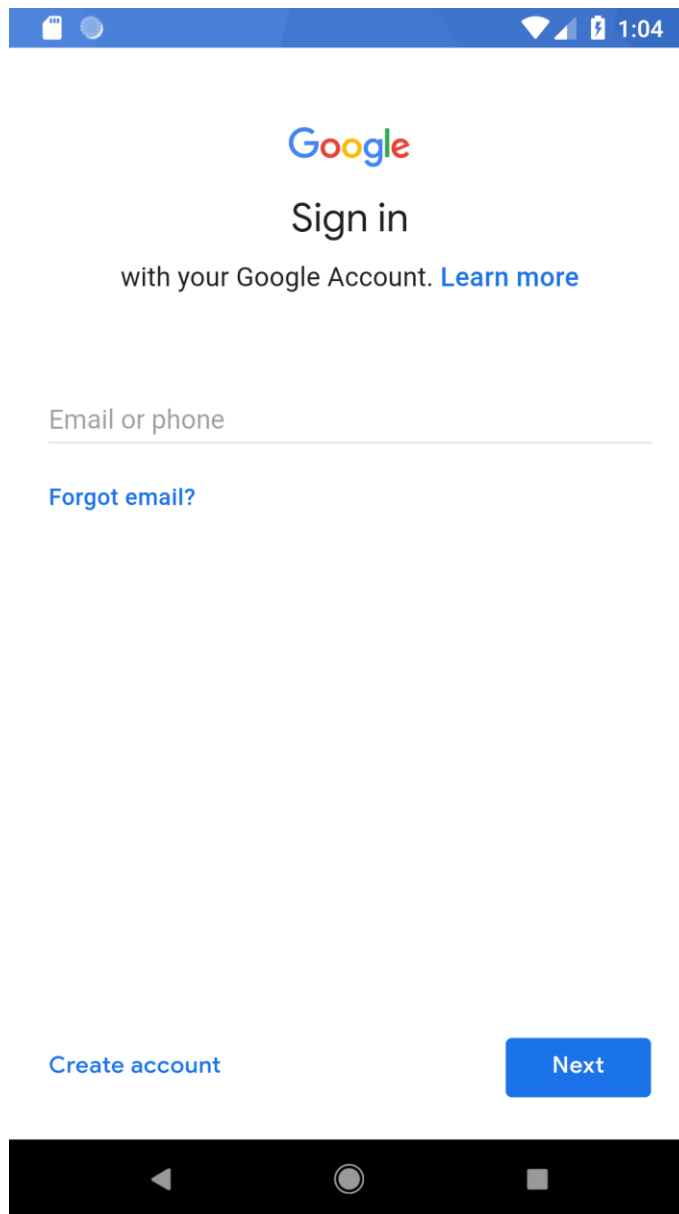 1:04
Google
Sign in
with your Google Account. Learn more
Email or phone
Forgot email?
Create account Next